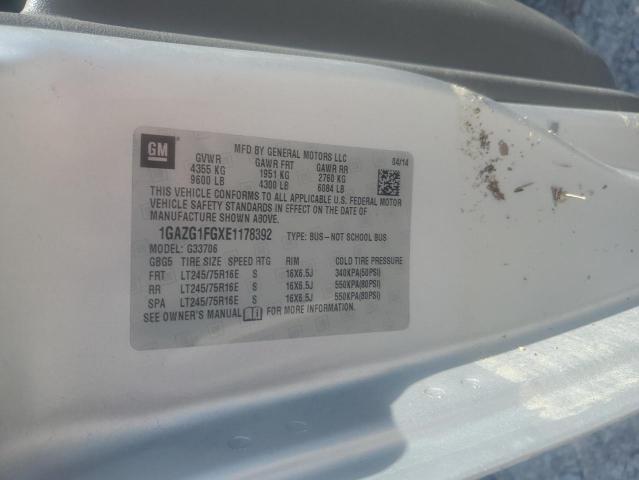 GM
MFD BY GENERAL MOTORS LLC 04/14
GVWR GAWR FRT GAWR RR
4355 KG 1951 KG 2760 KG
9600 LB 4300 LB 6084 LB
THIS VEHICLE CONFORMS TO ALL APPLICABLE U.S. FEDERAL MOTOR
VEHICLE SAFETY STANDARDS IN EFFECT ON THE DATE OF
MANUFACTURE SHOWN ABOVE.
1GAZG1FGXE1178392 TYPE: BUS-NOT SCHOOL BUS
MODEL: G33706
GBG5 TIRE SIZE SPEED RTG RIM COLD TIRE PRESSURE
FRT LT245/75R16E S 16X6.5J 340KPA(50PSI)
RR LT245/75R16E S 16X6.5J 550KPA(80PSI)
SPA LT245/75R16E S 16X6.5J 550KPA(80PSI)
SEE OWNER'S MANUAL FOR MORE INFORMATION.